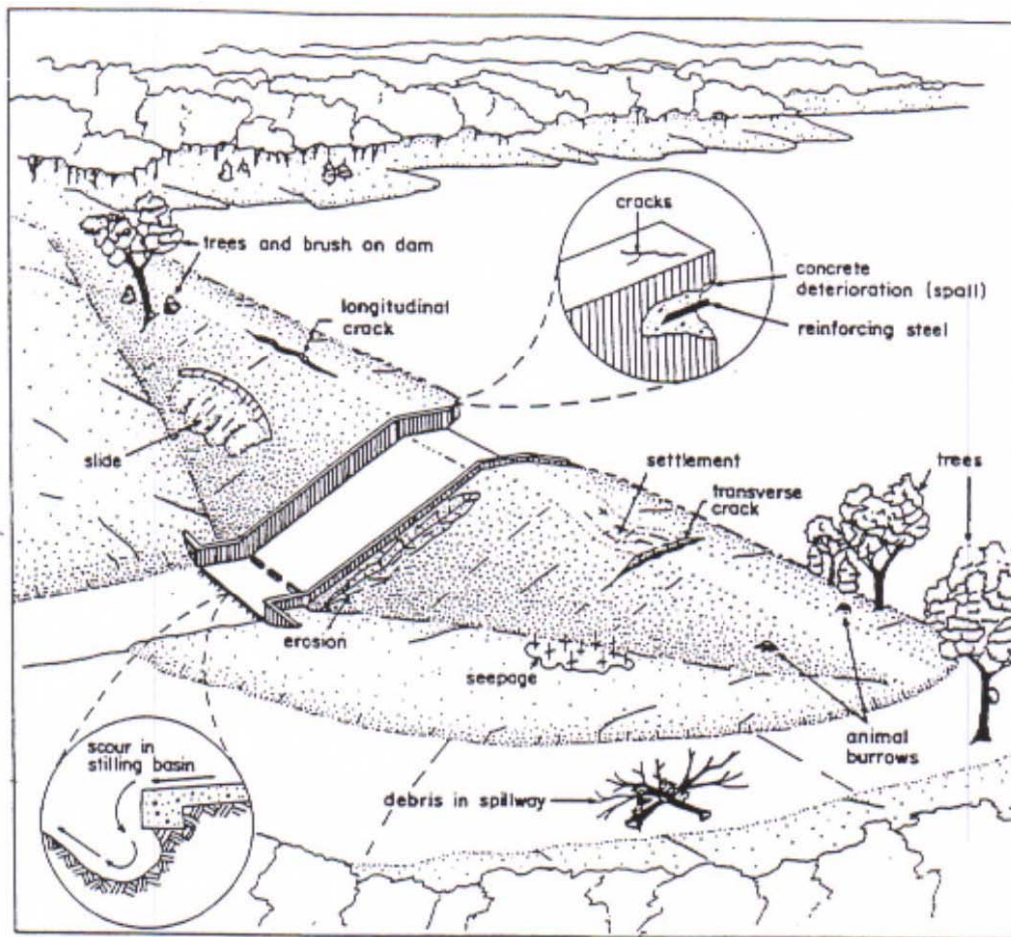 cracks
trees and brush on dam
concrete
deterioration (spall)
longitudinal
crack
reinforcing steel
slide
settlement
trees
transverse
crack
erosion
seepage
animal
burrows
scour in
stilling basin
debris in spillway